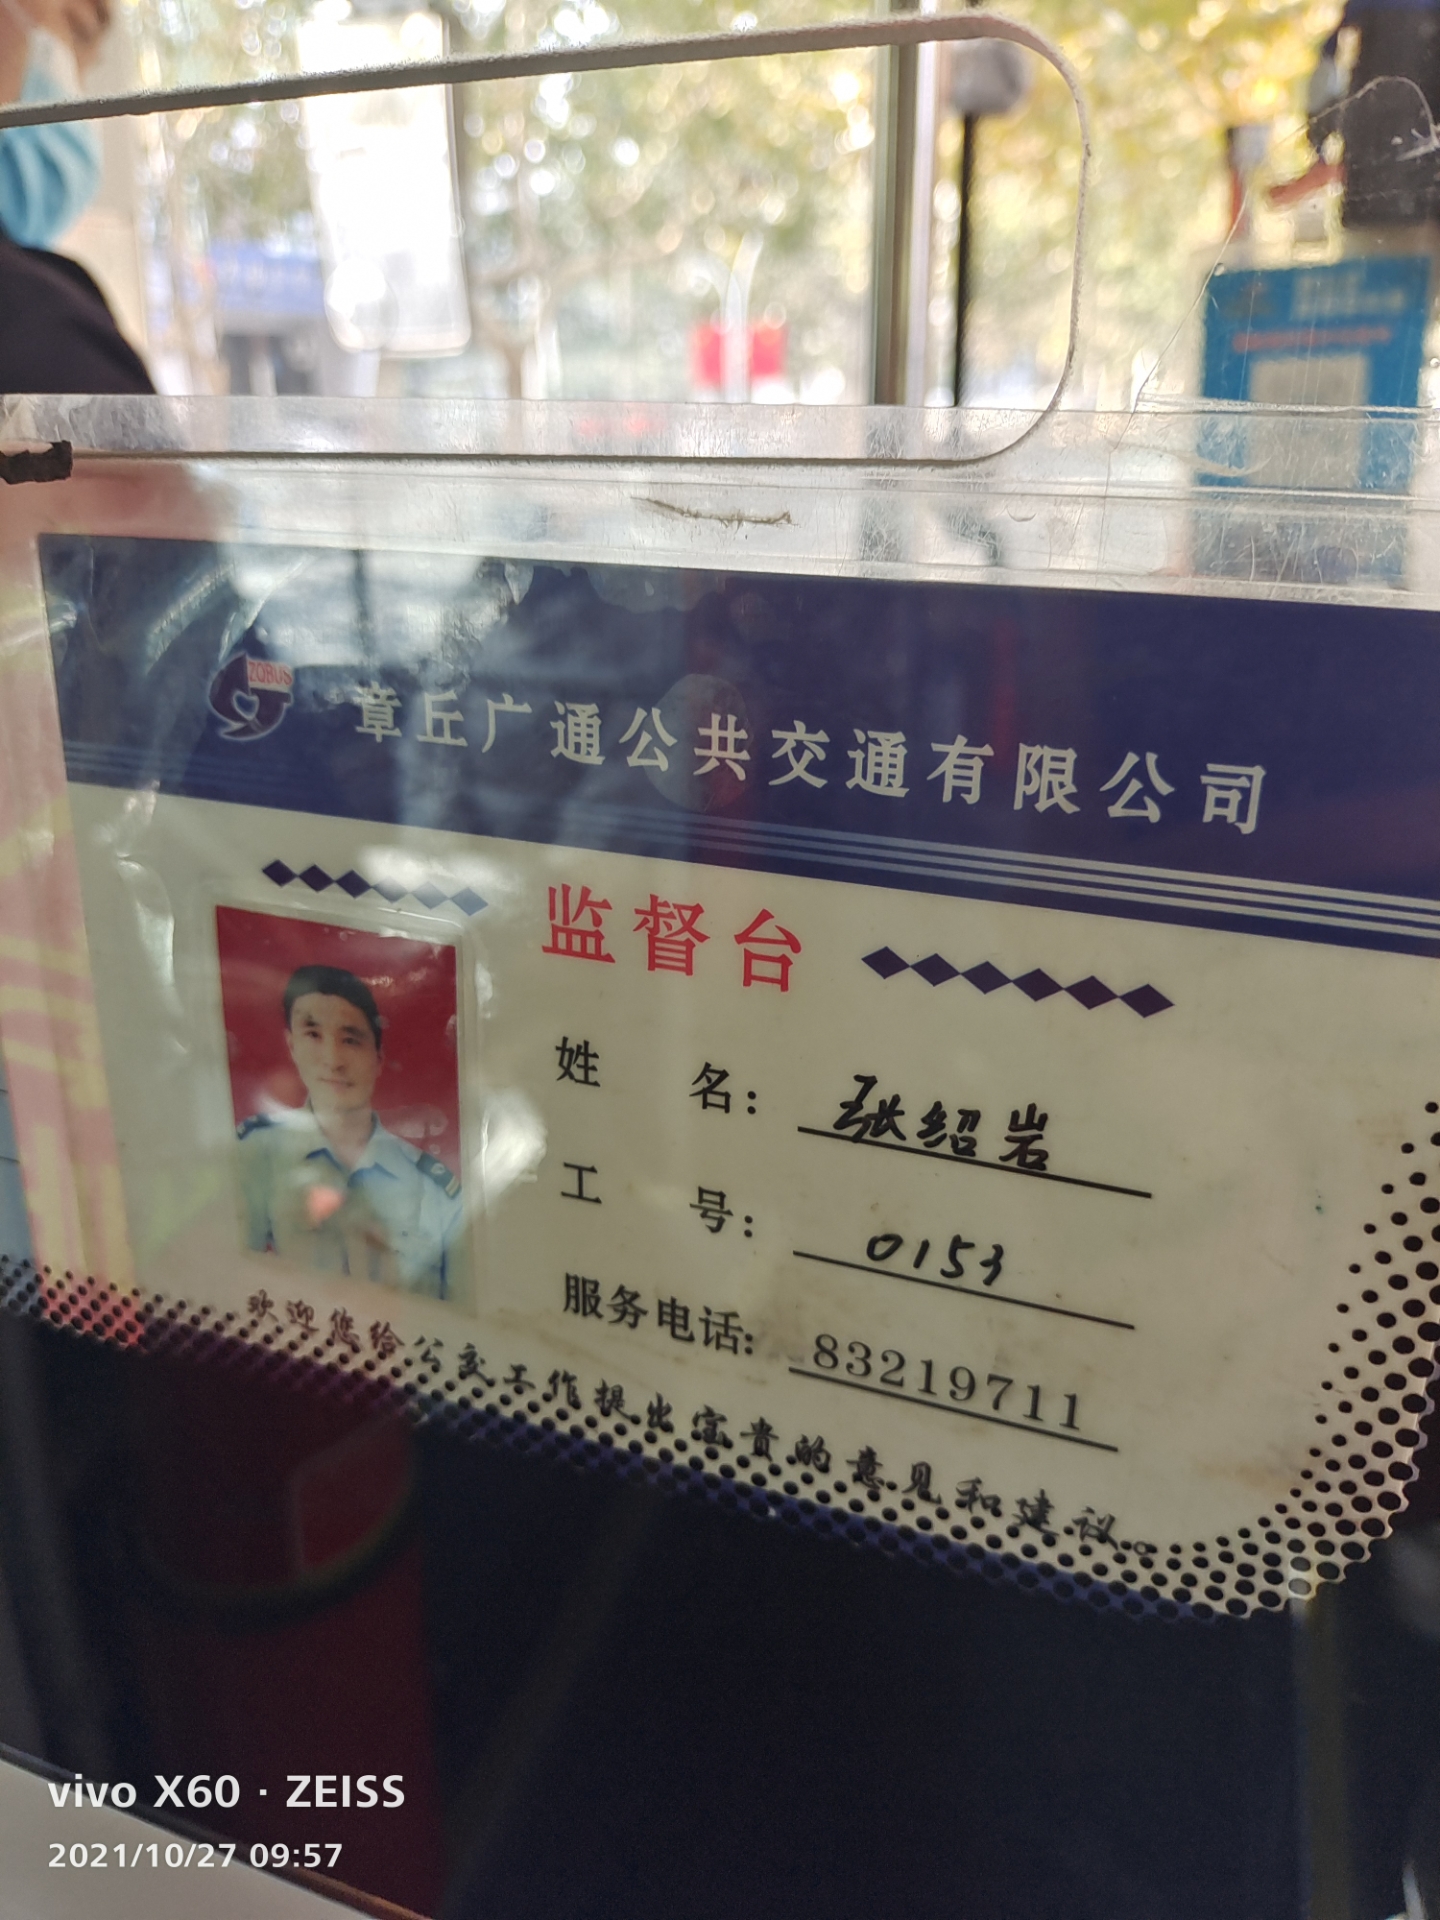 ZQBUS
章丘广通公共交通有限公司
监督台
姓 名： 张绍岩
工 号： 0153
服务电话： 83219711
欢迎您给公交工作提出宝贵的意见和建议。
vivo X60 · ZEISS
2021/10/27 09:57